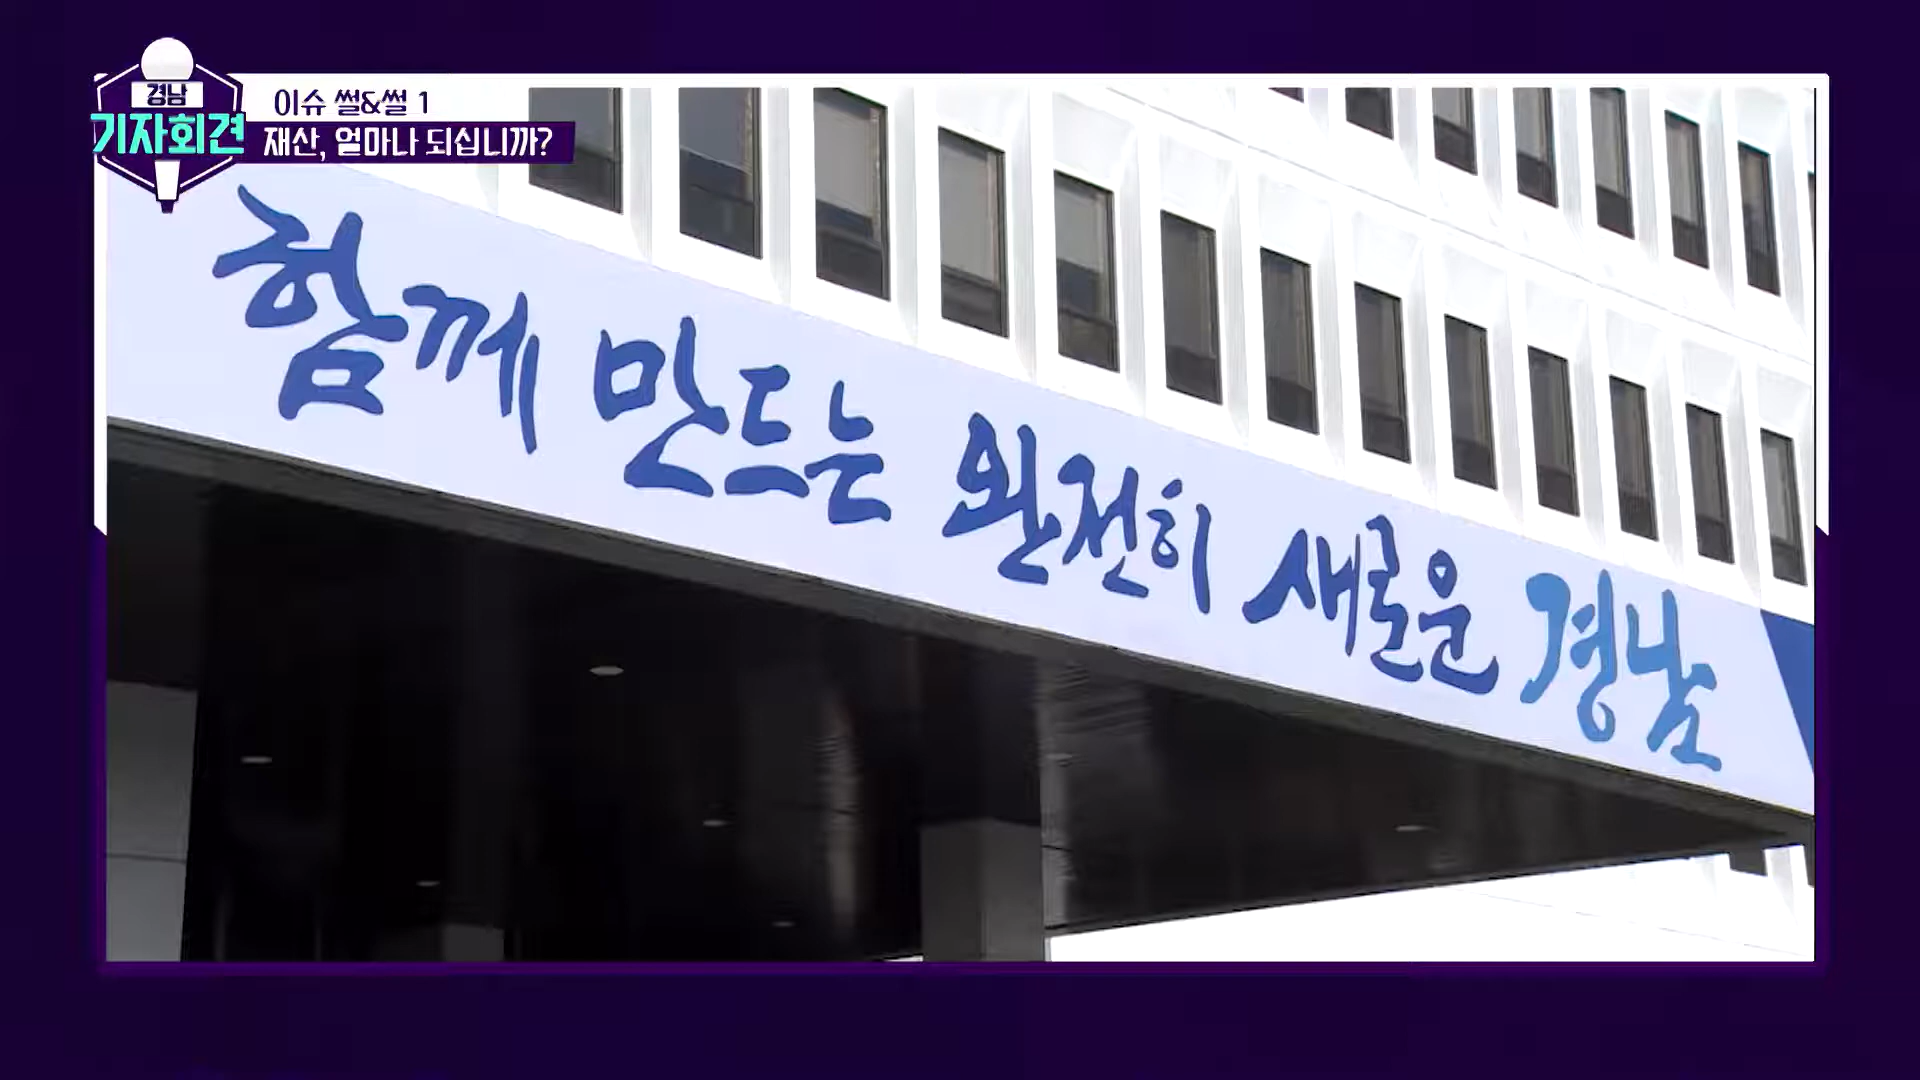 경남
기자회견
이슈 썰&썰 1
재산, 얼마나 되십니까?
함께 만드는 완전히 새로운 경남